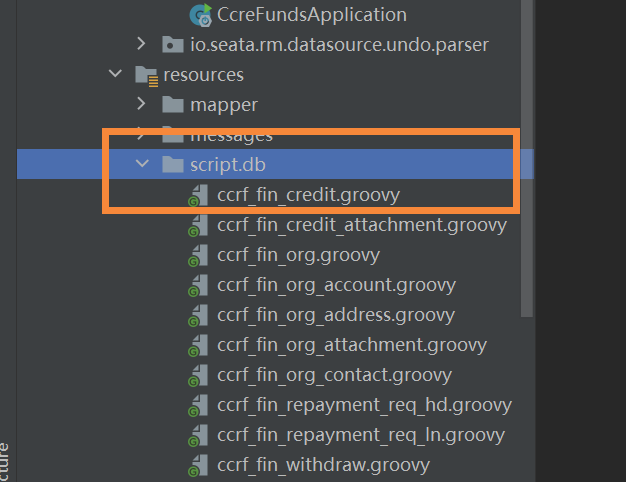 CcreFundsApplication
io.seata.rm.datasource.undo.parser
resources
mapper
messages
script.db
ccrf_fin_credit.groovy
ccrf_fin_credit_attachment.groovy
ccrf_fin_org.groovy
ccrf_fin_org_account.groovy
ccrf_fin_org_address.groovy
ccrf_fin_org_attachment.groovy
ccrf_fin_org_contact.groovy
ccrf_fin_repayment_req_hd.groovy
ccrf_fin_repayment_req_ln.groovy
ccrf_fin_withdraw.groovy
cture